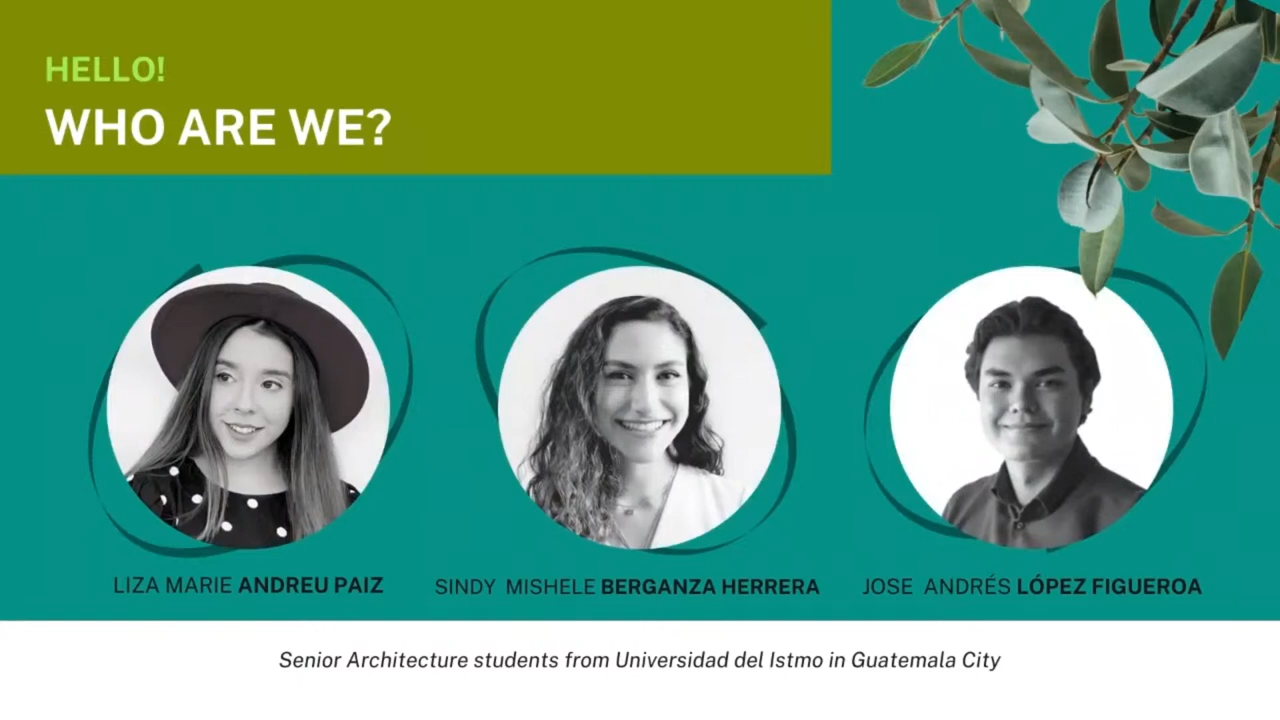 HELLO!
WHO ARE WE?
LIZA MARIE ANDREU PAIZ
SINDY MISHELE BERGANZA HERRERA
JOSE ANDRÉS LÓPEZ FIGUEROA
Senior Architecture students from Universidad del Istmo in Guatemala City